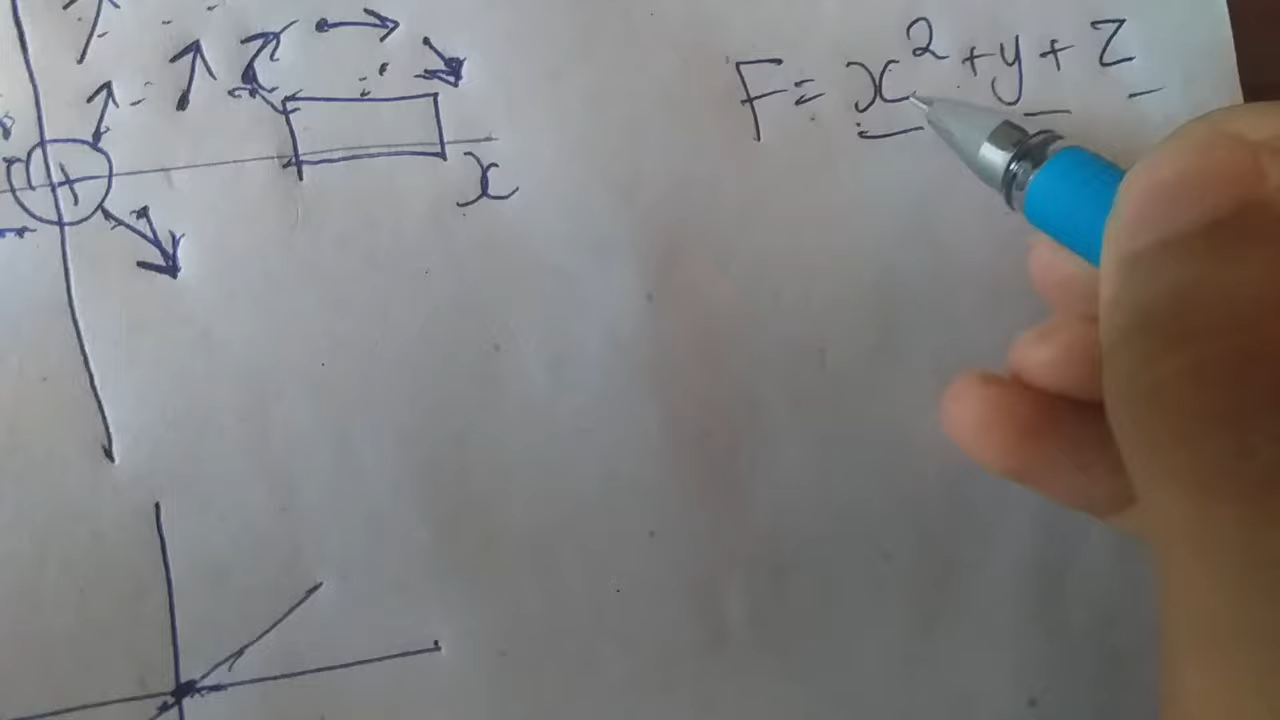 F = x² + y + z
x